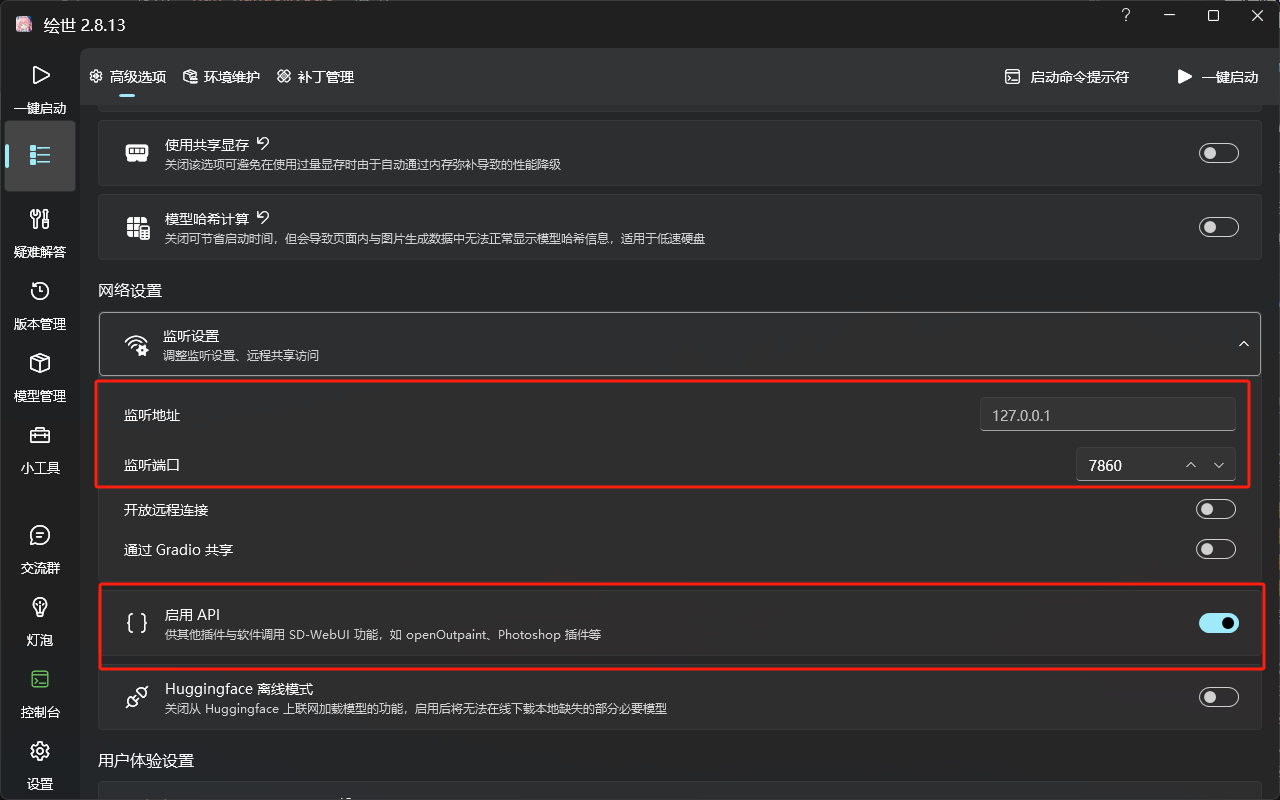 绘世 2.8.13
?
一键启动
高级选项
环境维护
补丁管理
启动命令提示符
一键启动
使用共享显存
关闭该选项可避免在使用过量显存时由于自动通过内存弥补导致的性能降级
模型哈希计算
关闭可节省启动时间，但会导致页面内与图片生成数据中无法正常显示模型哈希信息，适用于低速硬盘
疑难解答
版本管理
模型管理
小工具
交流群
灯泡
控制台
设置
网络设置
监听设置
调整监听设置、远程共享访问
监听地址
127.0.0.1
监听端口
7860
开放远程连接
通过 Gradio 共享
启用 API
供其他插件与软件调用 SD-WebUI 功能，如 openOutpaint、Photoshop 插件等
Huggingface 离线模式
关闭从 Huggingface 上联网加载模型的功能，启用后将无法在线下载本地缺失的部分必要模型
用户体验设置